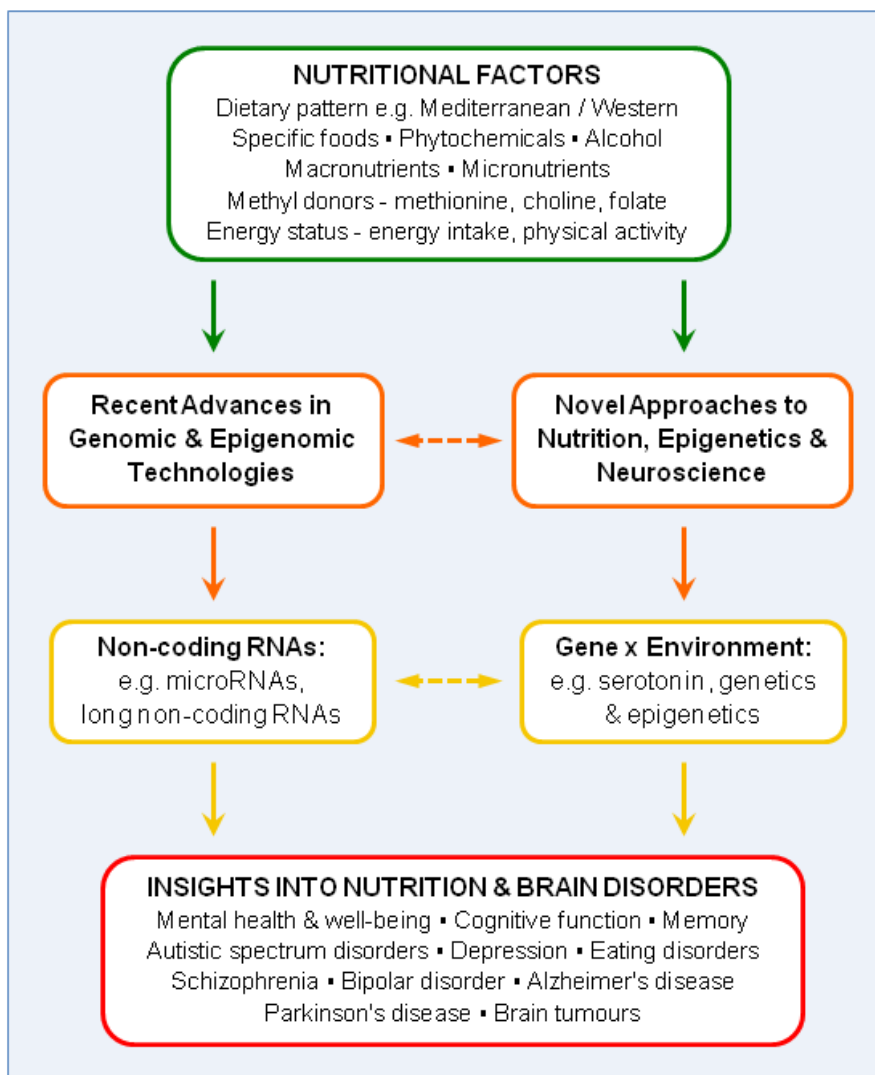 NUTRITIONAL FACTORS
Dietary pattern e.g. Mediterranean / Western
Specific foods ▪ Phytochemicals ▪ Alcohol
Macronutrients ▪ Micronutrients
Methyl donors - methionine, choline, folate
Energy status - energy intake, physical activity
Recent Advances in
Genomic & Epigenomic
Technologies
Novel Approaches to
Nutrition, Epigenetics &
Neuroscience
Non-coding RNAs:
e.g. microRNAs,
long non-coding RNAs
Gene x Environment:
e.g. serotonin, genetics
& epigenetics
INSIGHTS INTO NUTRITION & BRAIN DISORDERS
Mental health & well-being ▪ Cognitive function ▪ Memory
Autistic spectrum disorders ▪ Depression ▪ Eating disorders
Schizophrenia ▪ Bipolar disorder ▪ Alzheimer's disease
Parkinson's disease ▪ Brain tumours